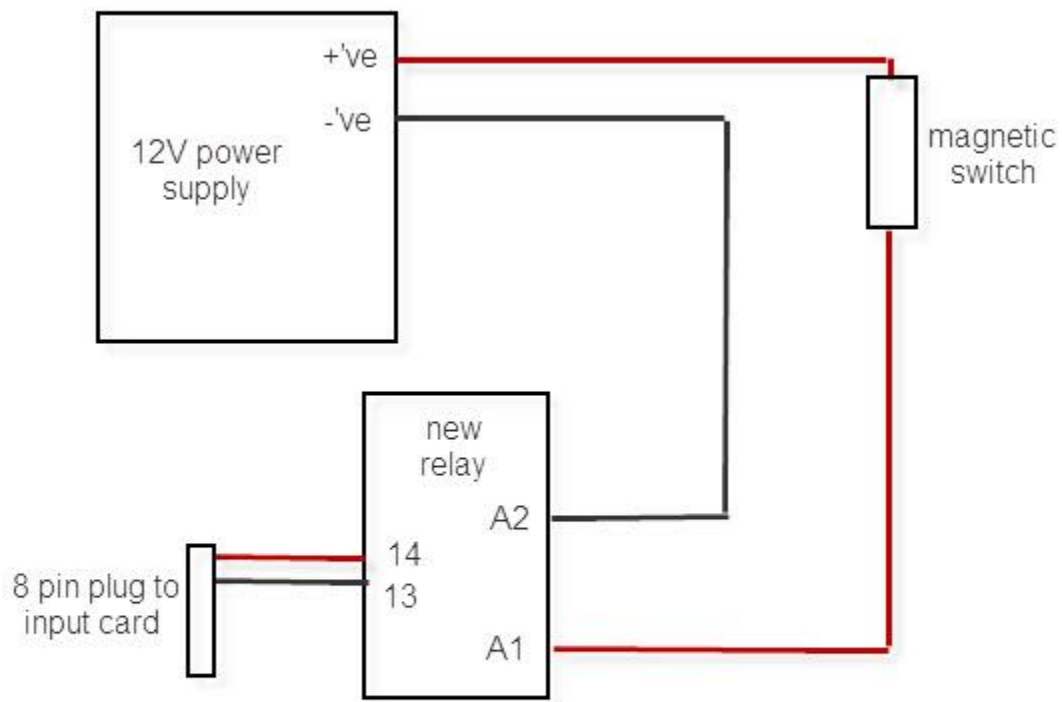 +'ve
-'ve
12V power
supply
magnetic
switch
new
relay
A2
14
13
A1
8 pin plug to
input card